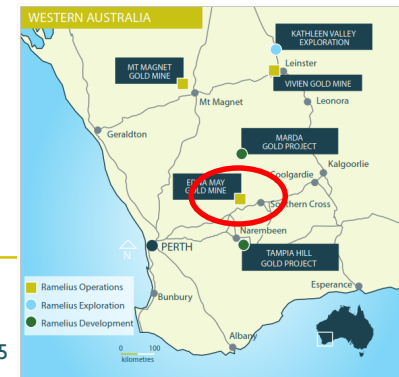 WESTERN AUSTRALIA
KATHLEEN VALLEY
EXPLORATION
MT MAGNET
GOLD MINE
Leinster
VIVIEN GOLD MINE
Mt Magnet
Leonora
Geraldton
MARDA
GOLD PROJECT
Kalgoorlie
EDNA MAY
GOLD MINE
Coolgardie
Southern Cross
Narembeen
PERTH
N
TAMPIA HILL
GOLD PROJECT
Esperance
Ramelius Operations
Ramelius Exploration
Ramelius Development
Bunbury
Albany
0 100
kilometres
5